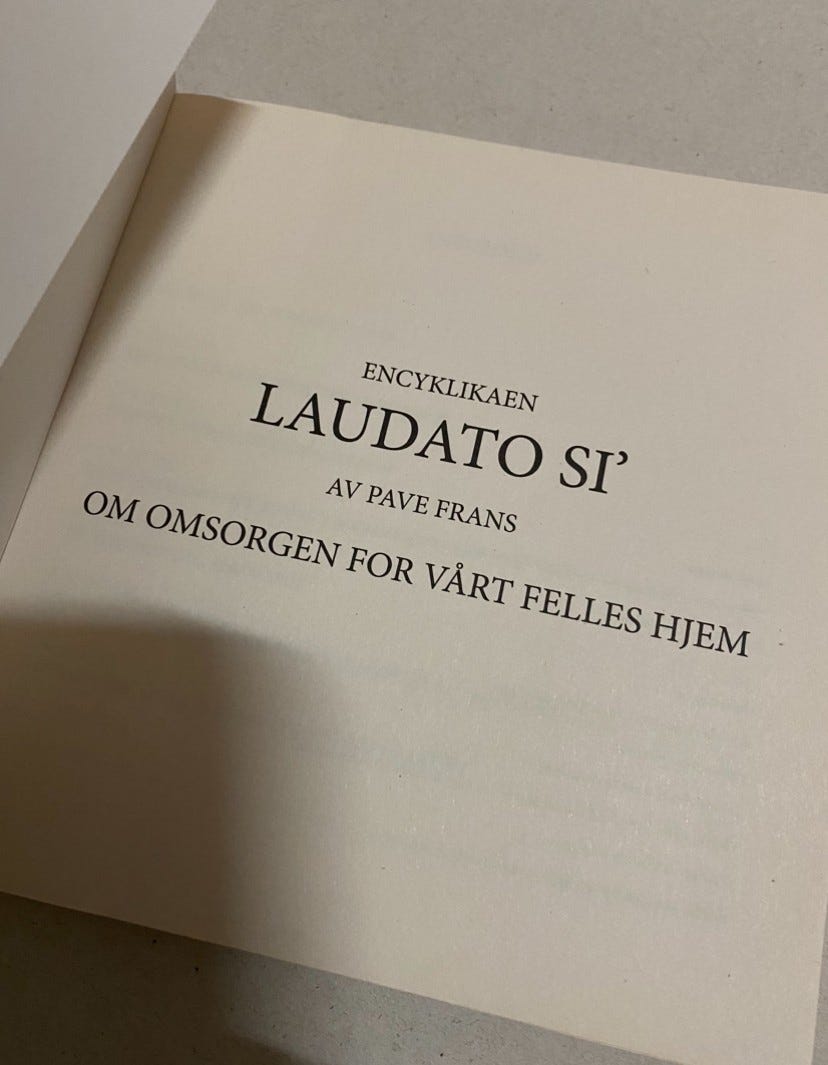 ENCYKLIKAEN
LAUDATO SI’
AV PAVE FRANS
OM OMSORGEN FOR VÅRT FELLES HJEM